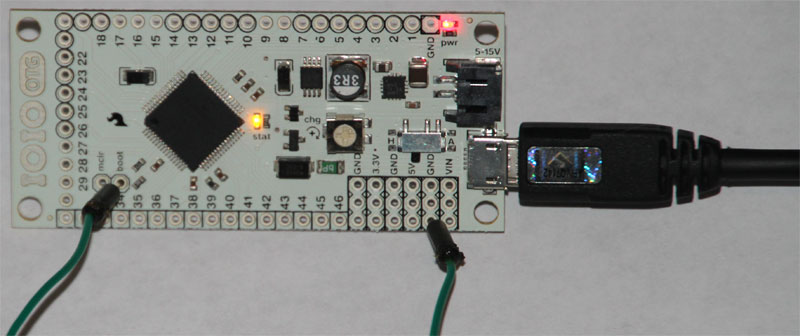 18 17 16 15 14 13 12 11 10 9 8 7 6 5 4 3 2 1 GND pwr
5-15V
IOIO OTG
22
23
24
25
26
27
28
29
mclr
boot
stat
chg
3R3
H A
GND 3.3V GND 5V GND VIN
34 35 36 37 38 39 40 41 42 43 44 45 46